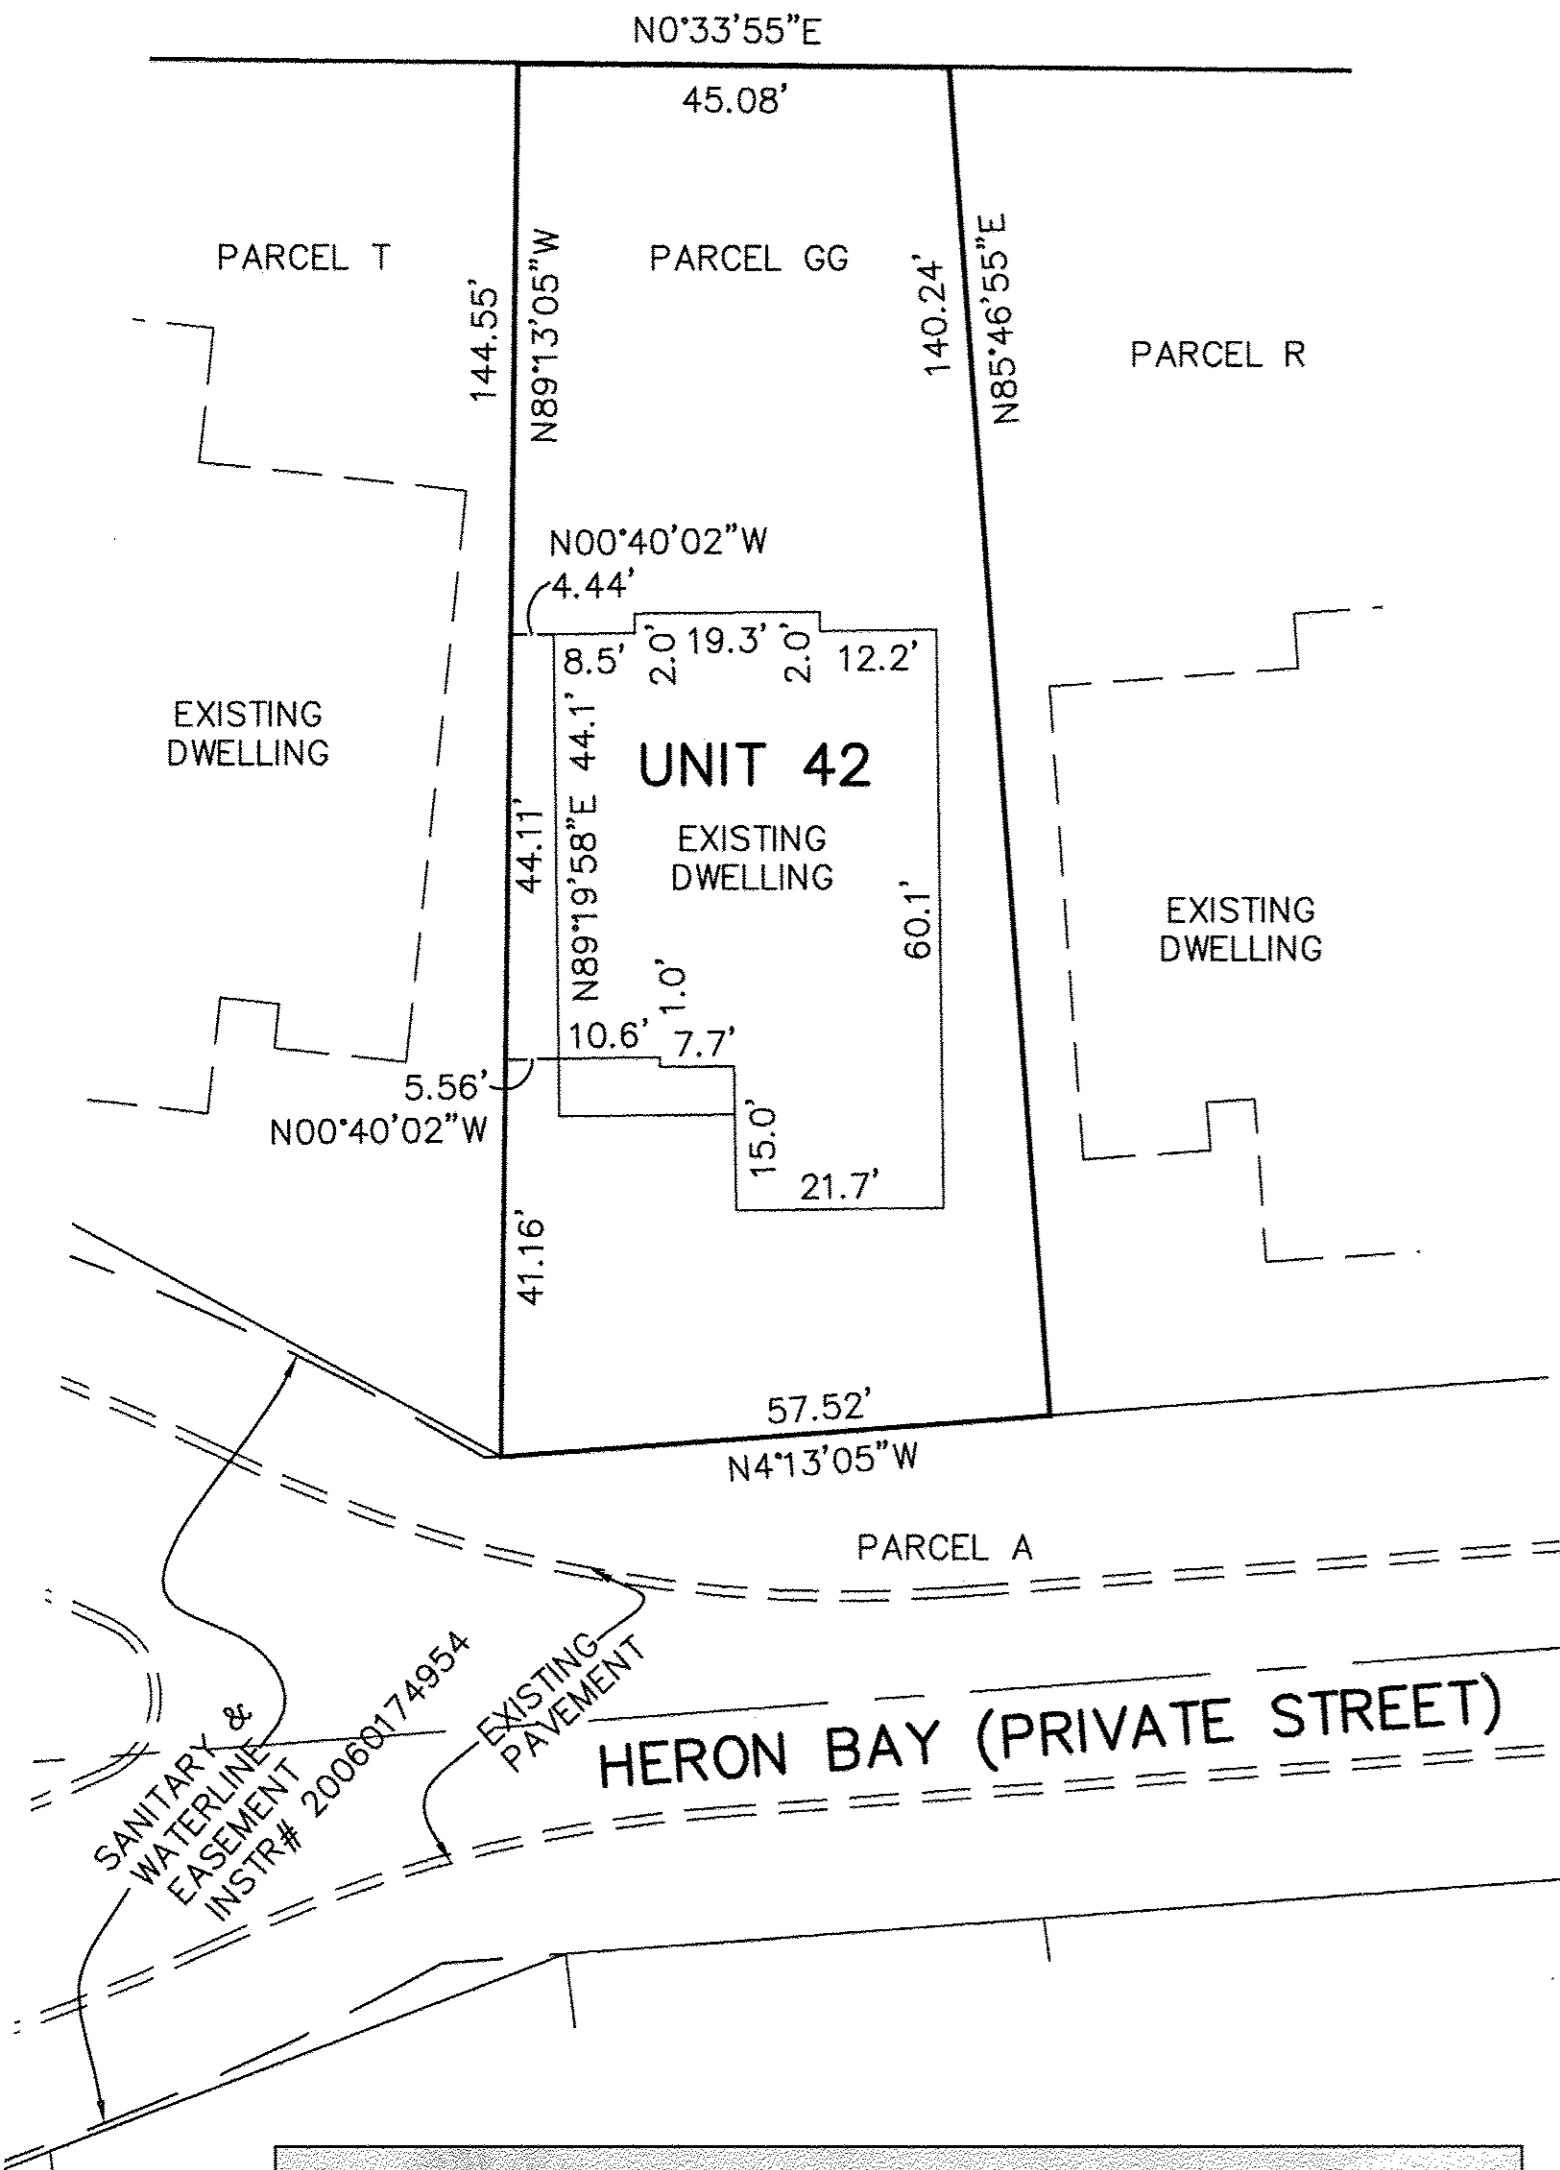 N0°33'55"E
45.08'
PARCEL T
144.55'
N89°13'05"W
PARCEL GG
140.24'
N85°46'55"E
PARCEL R
N00°40'02"W
4.44'
8.5'
2.0'
19.3'
2.0'
12.2'
EXISTING
DWELLING
44.11'
N89°19'58"E 44.1'
UNIT 42
EXISTING
DWELLING
60.1'
EXISTING
DWELLING
1.0'
10.6'
7.7'
5.56'
N00°40'02"W
15.0'
21.7'
41.16'
57.52'
N4°13'05"W
PARCEL A
SANITARY &
WATERLINE
EASEMENT
INSTR# 20060174954
EXISTING
PAVEMENT
HERON BAY (PRIVATE STREET)